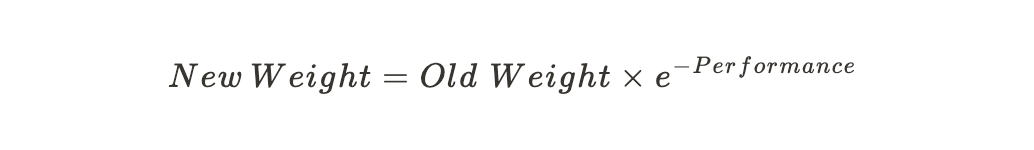 New Weight = Old Weight × e^{−Performance}